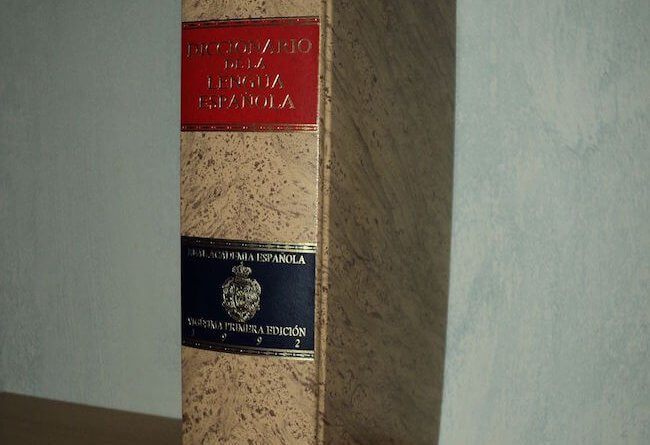 DICCIONARIO
DE LA
LENGUA
ESPAÑOLA
REAL ACADEMIA ESPAÑOLA
VIGÉSIMA PRIMERA EDICIÓN
1 9 9 2